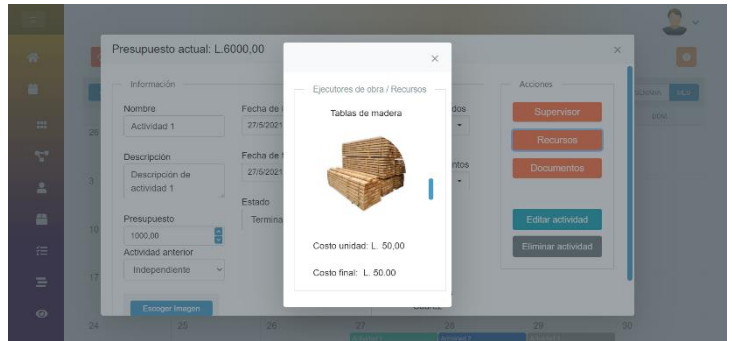 Presupuesto actual: L.6000,00
×
×
Información
Ejecutores de obra / Recursos
Acciones
Nombre
Fecha de
Tablas de madera
Supervisor
Actividad 1
27/5/2021
Recursos
Descripción
Fecha de
Documentos
Descripción de
actividad 1
27/5/2021
Estado
Termina
Presupuesto
1000,00
Editar actividad
Actividad anterior
Costo unidad: L. 50,00
Eliminar actividad
Independiente
Costo final: L. 50.00
Escoger Imagen
MES
26
3
10
17
24
25
26
27
28
29
30